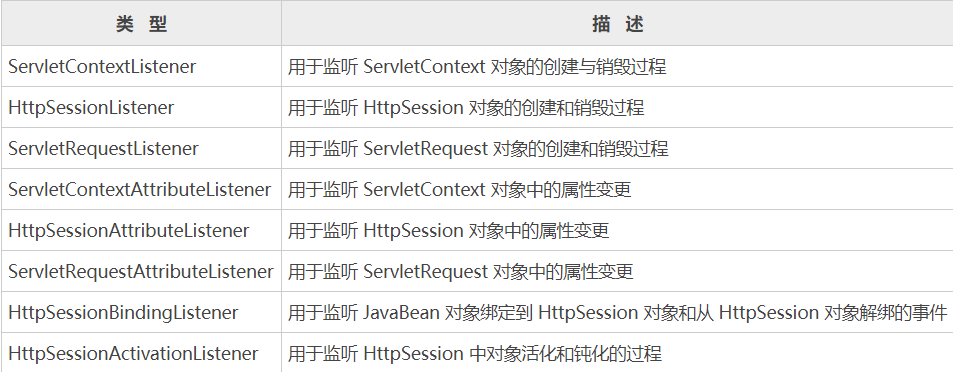 类 型 描 述
ServletContextListener 用于监听 ServletContext 对象的创建与销毁过程
HttpSessionListener 用于监听 HttpSession 对象的创建和销毁过程
ServletRequestListener 用于监听 ServletRequest 对象的创建和销毁过程
ServletContextAttributeListener 用于监听 ServletContext 对象中的属性变更
HttpSessionAttributeListener 用于监听 HttpSession 对象中的属性变更
ServletRequestAttributeListener 用于监听 ServletRequest 对象中的属性变更
HttpSessionBindingListener 用于监听 JavaBean 对象绑定到 HttpSession 对象和从 HttpSession 对象解绑的事件
HttpSessionActivationListener 用于监听 HttpSession 中对象活化和钝化的过程